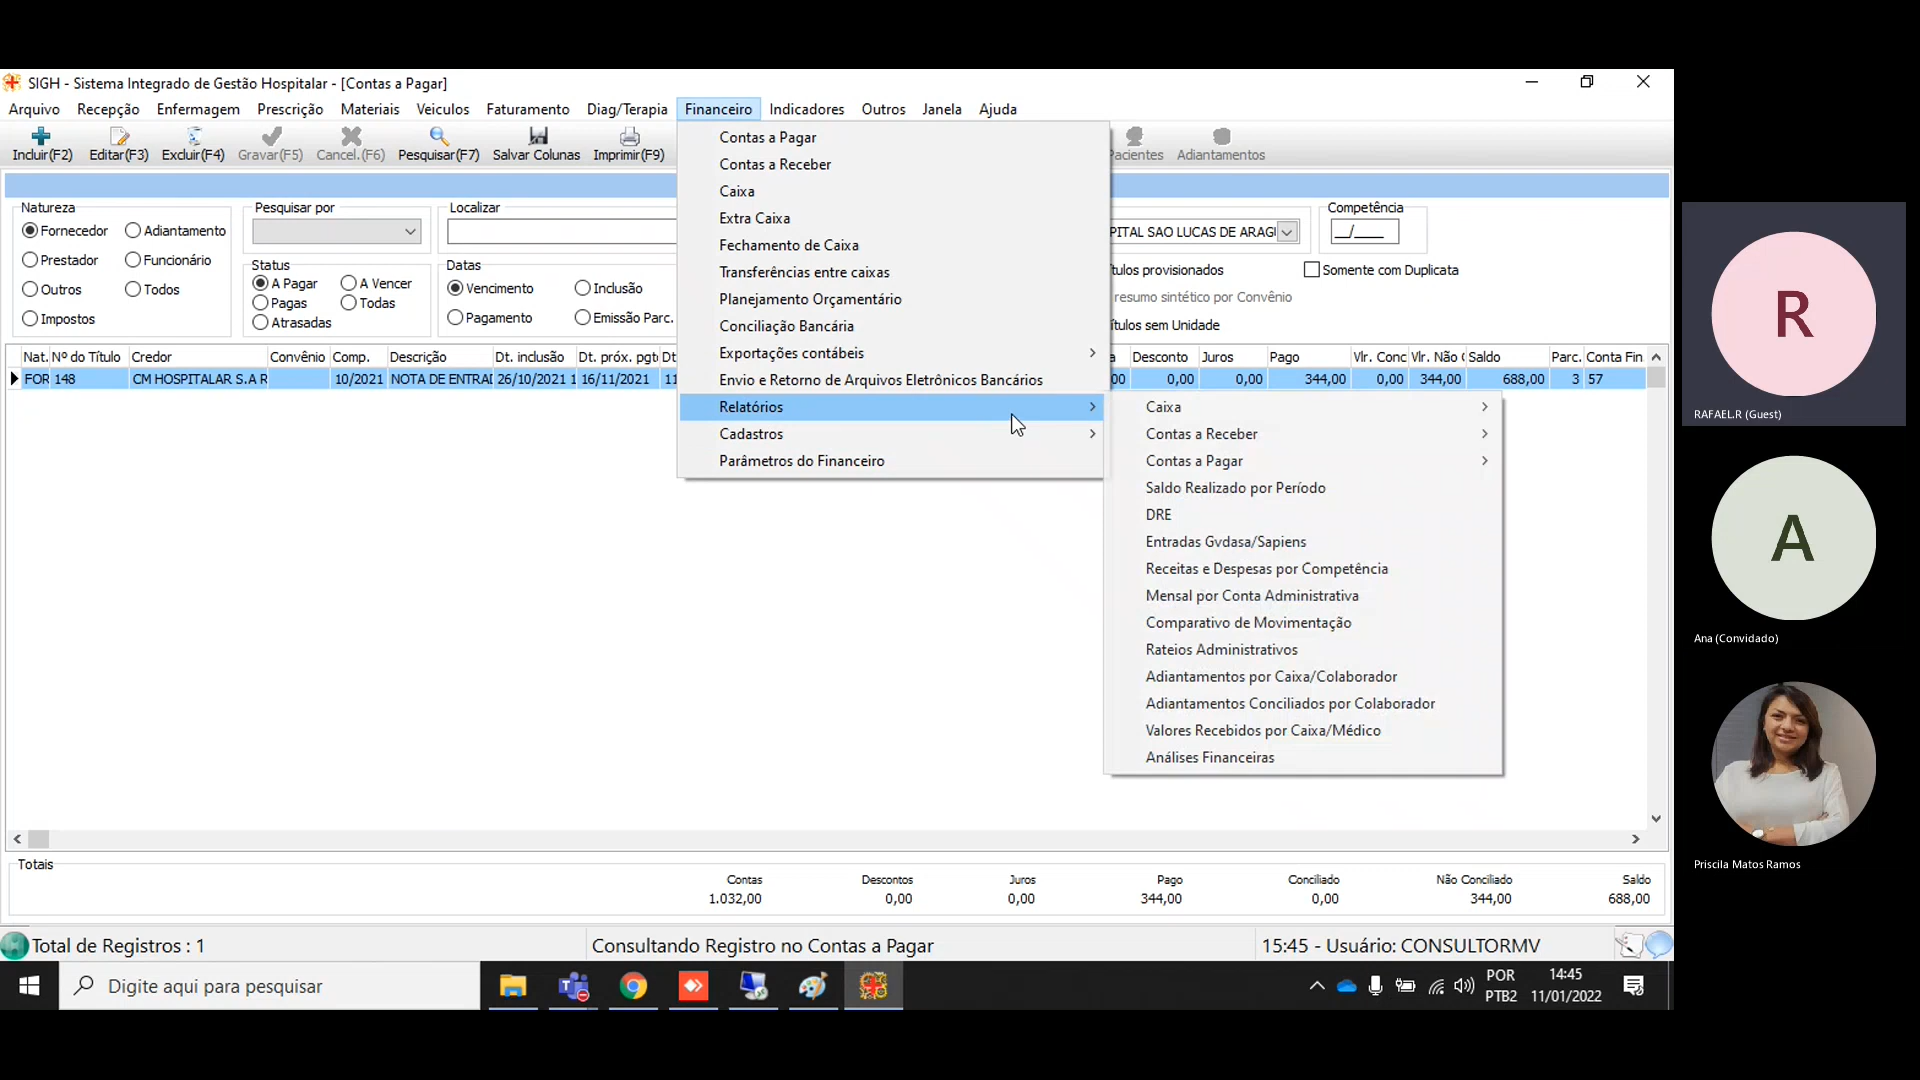 SIGH - Sistema Integrado de Gestão Hospitalar - [Contas a Pagar]
Arquivo Recepção Enfermagem Prescrição Materiais Veiculos Faturamento Diag/Terapia Financeiro Indicadores Outros Janela Ajuda
Incluir(F2) Editar(F3) Excluir(F4) Gravar(F5) Cancel.(F6) Pesquisar(F7) Salvar Colunas Imprimir(F9) Pacientes Adiantamentos
Contas a Pagar
Contas a Receber
Caixa
Extra Caixa
Fechamento de Caixa
Transferências entre caixas
Planejamento Orçamentário
Conciliação Bancária
Exportações contábeis
Envio e Retorno de Arquivos Eletrônicos Bancários
Relatórios
Cadastros
Parâmetros do Financeiro
Caixa
Contas a Receber
Contas a Pagar
Saldo Realizado por Período
DRE
Entradas Gvdasa/Sapiens
Receitas e Despesas por Competência
Mensal por Conta Administrativa
Comparativo de Movimentação
Rateios Administrativos
Adiantamentos por Caixa/Colaborador
Adiantamentos Conciliados por Colaborador
Valores Recebidos por Caixa/Médico
Análises Financeiras
Natureza
Fornecedor Adiantamento
Prestador Funcionário
Outros Todos
Impostos
Pesquisar por
Status
A Pagar A Vencer
Pagas Todas
Atrasadas
Localizar
Datas
Vencimento Inclusão
Pagamento Emissão Parc.
PITAL SAO LUCAS DE ARAGI
Competência
__/____
ítulos provisionados
Somente com Duplicata
resumo sintético por Convênio
ítulos sem Unidade
Nat. Nº do Título Credor Convênio Comp. Descrição Dt. inclusão Dt. próx. pgt Dt a Desconto Juros Pago Vlr. Conc Vlr. Não Saldo Parc. Conta Fin
FOR 148 CM HOSPITALAR S.A R 10/2021 NOTA DE ENTRAD 26/10/2021 1 16/11/2021 11 00 0,00 0,00 344,00 0,00 344,00 688,00 3 57
Totais
Contas Descontos Juros Pago Conciliado Não Conciliado Saldo
1.032,00 0,00 0,00 344,00 0,00 344,00 688,00
Total de Registros : 1 Consultando Registro no Contas a Pagar 15:45 - Usuário: CONSULTORMV
Digite aqui para pesquisar
POR
PTB2
14:45
11/01/2022
R
RAFAEL.R (Guest)
A
Ana (Convidado)
Priscila Matos Ramos